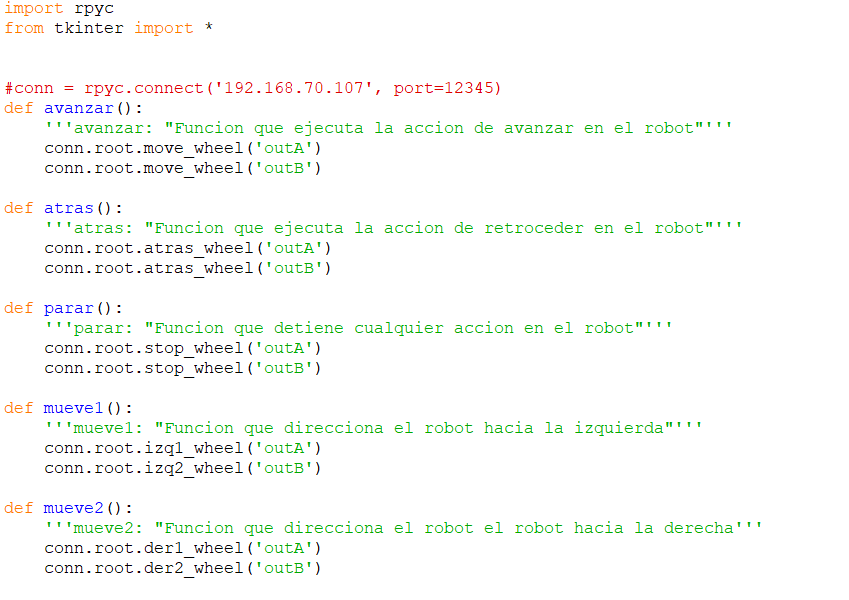 import rpyc
from tkinter import *
#conn = rpyc.connect('192.168.70.107', port=12345)
def avanzar():
    '''avanzar: "Funcion que ejecuta la accion de avanzar en el robot"'''
    conn.root.move_wheel('outA')
    conn.root.move_wheel('outB')
def atras():
    '''atras: "Funcion que ejecuta la accion de retroceder en el robot"'''
    conn.root.atras_wheel('outA')
    conn.root.atras_wheel('outB')
def parar():
    '''parar: "Funcion que detiene cualquier accion en el robot"'''
    conn.root.stop_wheel('outA')
    conn.root.stop_wheel('outB')
def mueve1():
    '''mueve1: "Funcion que direcciona el robot hacia la izquierda"'''
    conn.root.izq1_wheel('outA')
    conn.root.izq2_wheel('outB')
def mueve2():
    '''mueve2: "Funcion que direcciona el robot el robot hacia la derecha'''
    conn.root.der1_wheel('outA')
    conn.root.der2_wheel('outB')